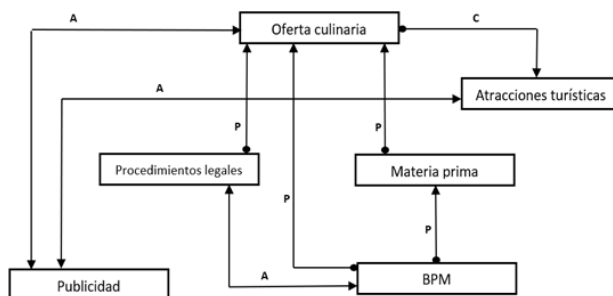 A
Oferta culinaria
C
A
Atracciones turísticas
P
P
Procedimientos legales
Materia prima
P
P
A
BPM
Publicidad